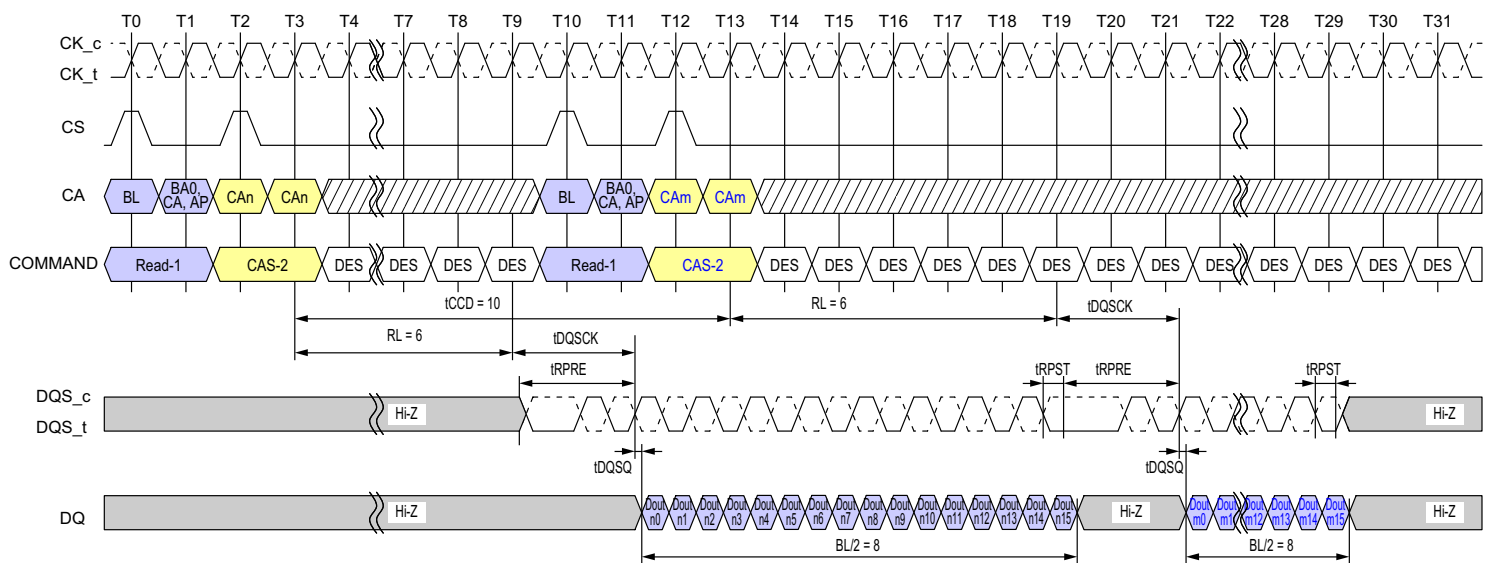 T0 T1 T2 T3 T4 T7 T8 T9 T10 T11 T12 T13 T14 T15 T16 T17 T18 T19 T20 T21 T22 T28 T29 T30 T31
CK_c
CK_t
CS
CA BL BA0, CA, AP CAn CAn BL BA0, CA, AP CAm CAm
COMMAND Read-1 CAS-2 DES DES DES DES Read-1 CAS-2 DES DES DES DES DES DES DES DES DES DES DES DES DES
tCCD = 10 RL = 6 tDQSCK
RL = 6 tDQSCK
tRPRE tRPST tRPRE tRPST
DQS_c
DQS_t
Hi-Z Hi-Z
tDQSQ tDQSQ
DQ Hi-Z Dout n0 Dout n1 Dout n2 Dout n3 Dout n4 Dout n5 Dout n6 Dout n7 Dout n8 Dout n9 Dout n10 Dout n11 Dout n12 Dout n13 Dout n14 Dout n15 Hi-Z Dout m0 Dout m1 Dout m12 Dout m13 Dout m14 Dout m15 Hi-Z
BL/2 = 8 BL/2 = 8